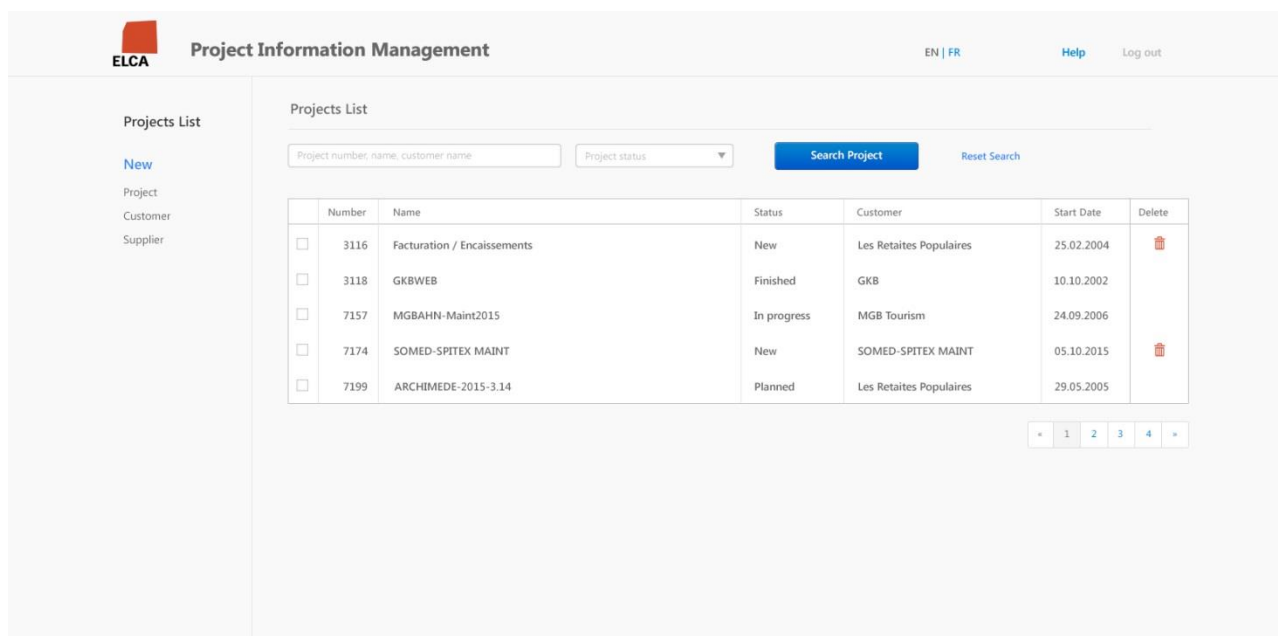 ELCA
Project Information Management
EN | FR
Help
Log out
Projects List
New
Project
Customer
Supplier
Projects List
Project number, name, customer name
Project status
Search Project
Reset Search
Number Name Status Customer Start Date Delete
3116 Facturation / Encaissements New Les Retaites Populaires 25.02.2004
3118 GKBWEB Finished GKB 10.10.2002
7157 MGBAHN-Maint2015 In progress MGB Tourism 24.09.2006
7174 SOMED-SPITEX MAINT New SOMED-SPITEX MAINT 05.10.2015
7199 ARCHIMEDE-2015-3.14 Planned Les Retaites Populaires 29.05.2005
« 1 2 3 4 »